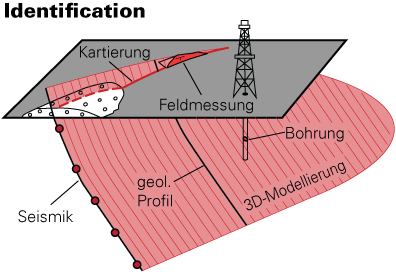 Identification
Kartierung
Feldmessung
Bohrung
geol.
Profil
3D-Modellierung
Seismik